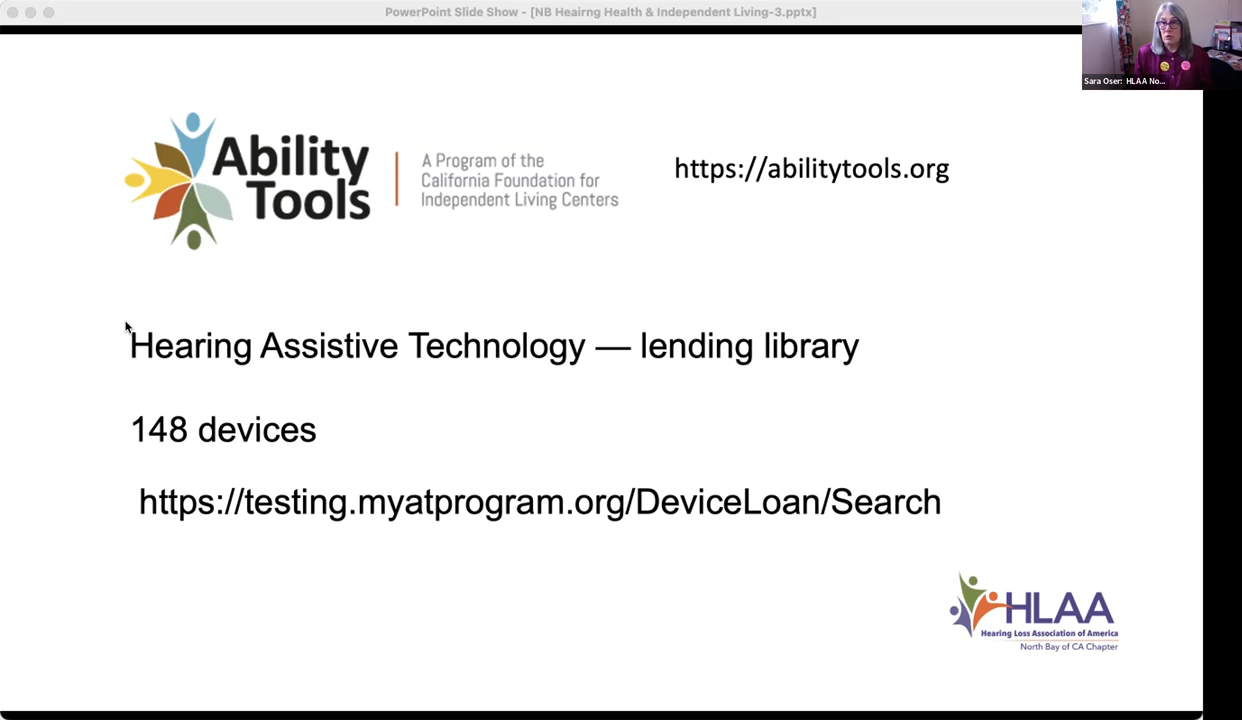 PowerPoint Slide Show - [NB Heairng Health & Independent Living-3.pptx]
Sara Oser: HLAA No...
Ability
Tools
A Program of the
California Foundation for
Independent Living Centers
https://abilitytools.org
Hearing Assistive Technology — lending library
148 devices
https://testing.myatprogram.org/DeviceLoan/Search
HLAA
Hearing Loss Association of America
North Bay of CA Chapter